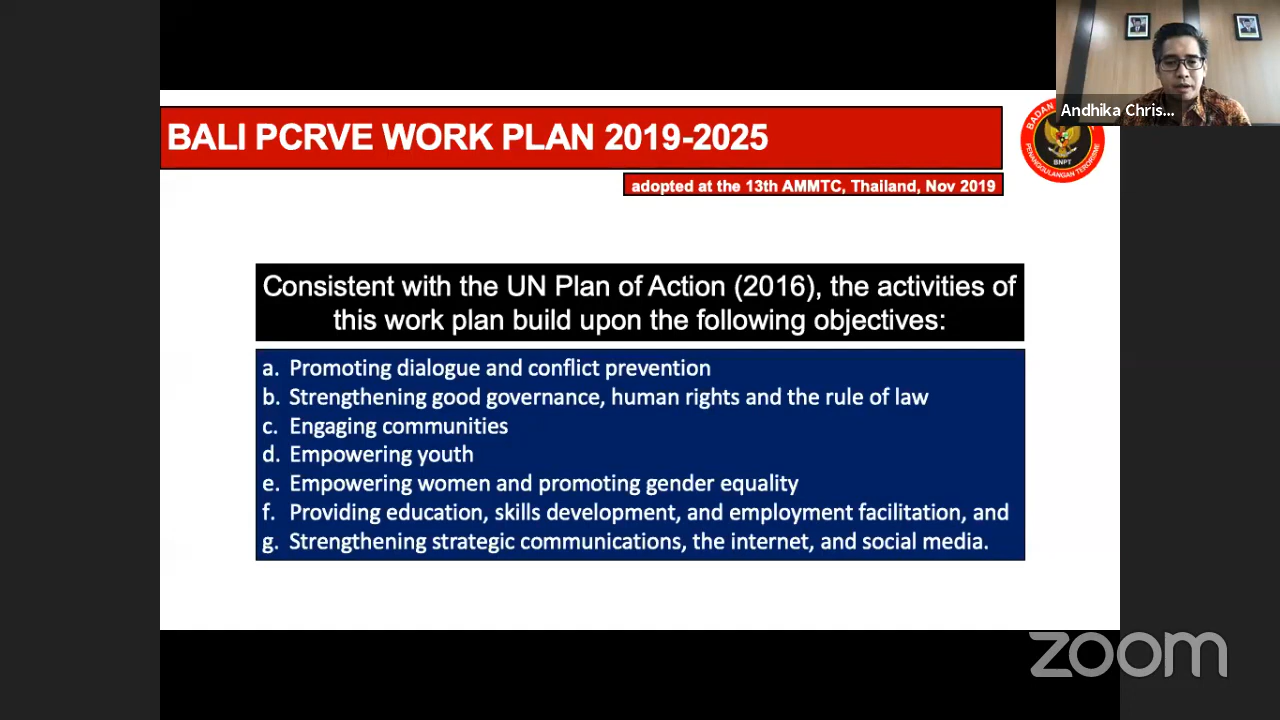 Andhika Chris...
BALI PCRVE WORK PLAN 2019-2025
BADAN
PENANGGULANGAN TERORISME
BNPT
adopted at the 13th AMMTC, Thailand, Nov 2019
Consistent with the UN Plan of Action (2016), the activities of
this work plan build upon the following objectives:
a. Promoting dialogue and conflict prevention
b. Strengthening good governance, human rights and the rule of law
c. Engaging communities
d. Empowering youth
e. Empowering women and promoting gender equality
f. Providing education, skills development, and employment facilitation, and
g. Strengthening strategic communications, the internet, and social media.
zoom